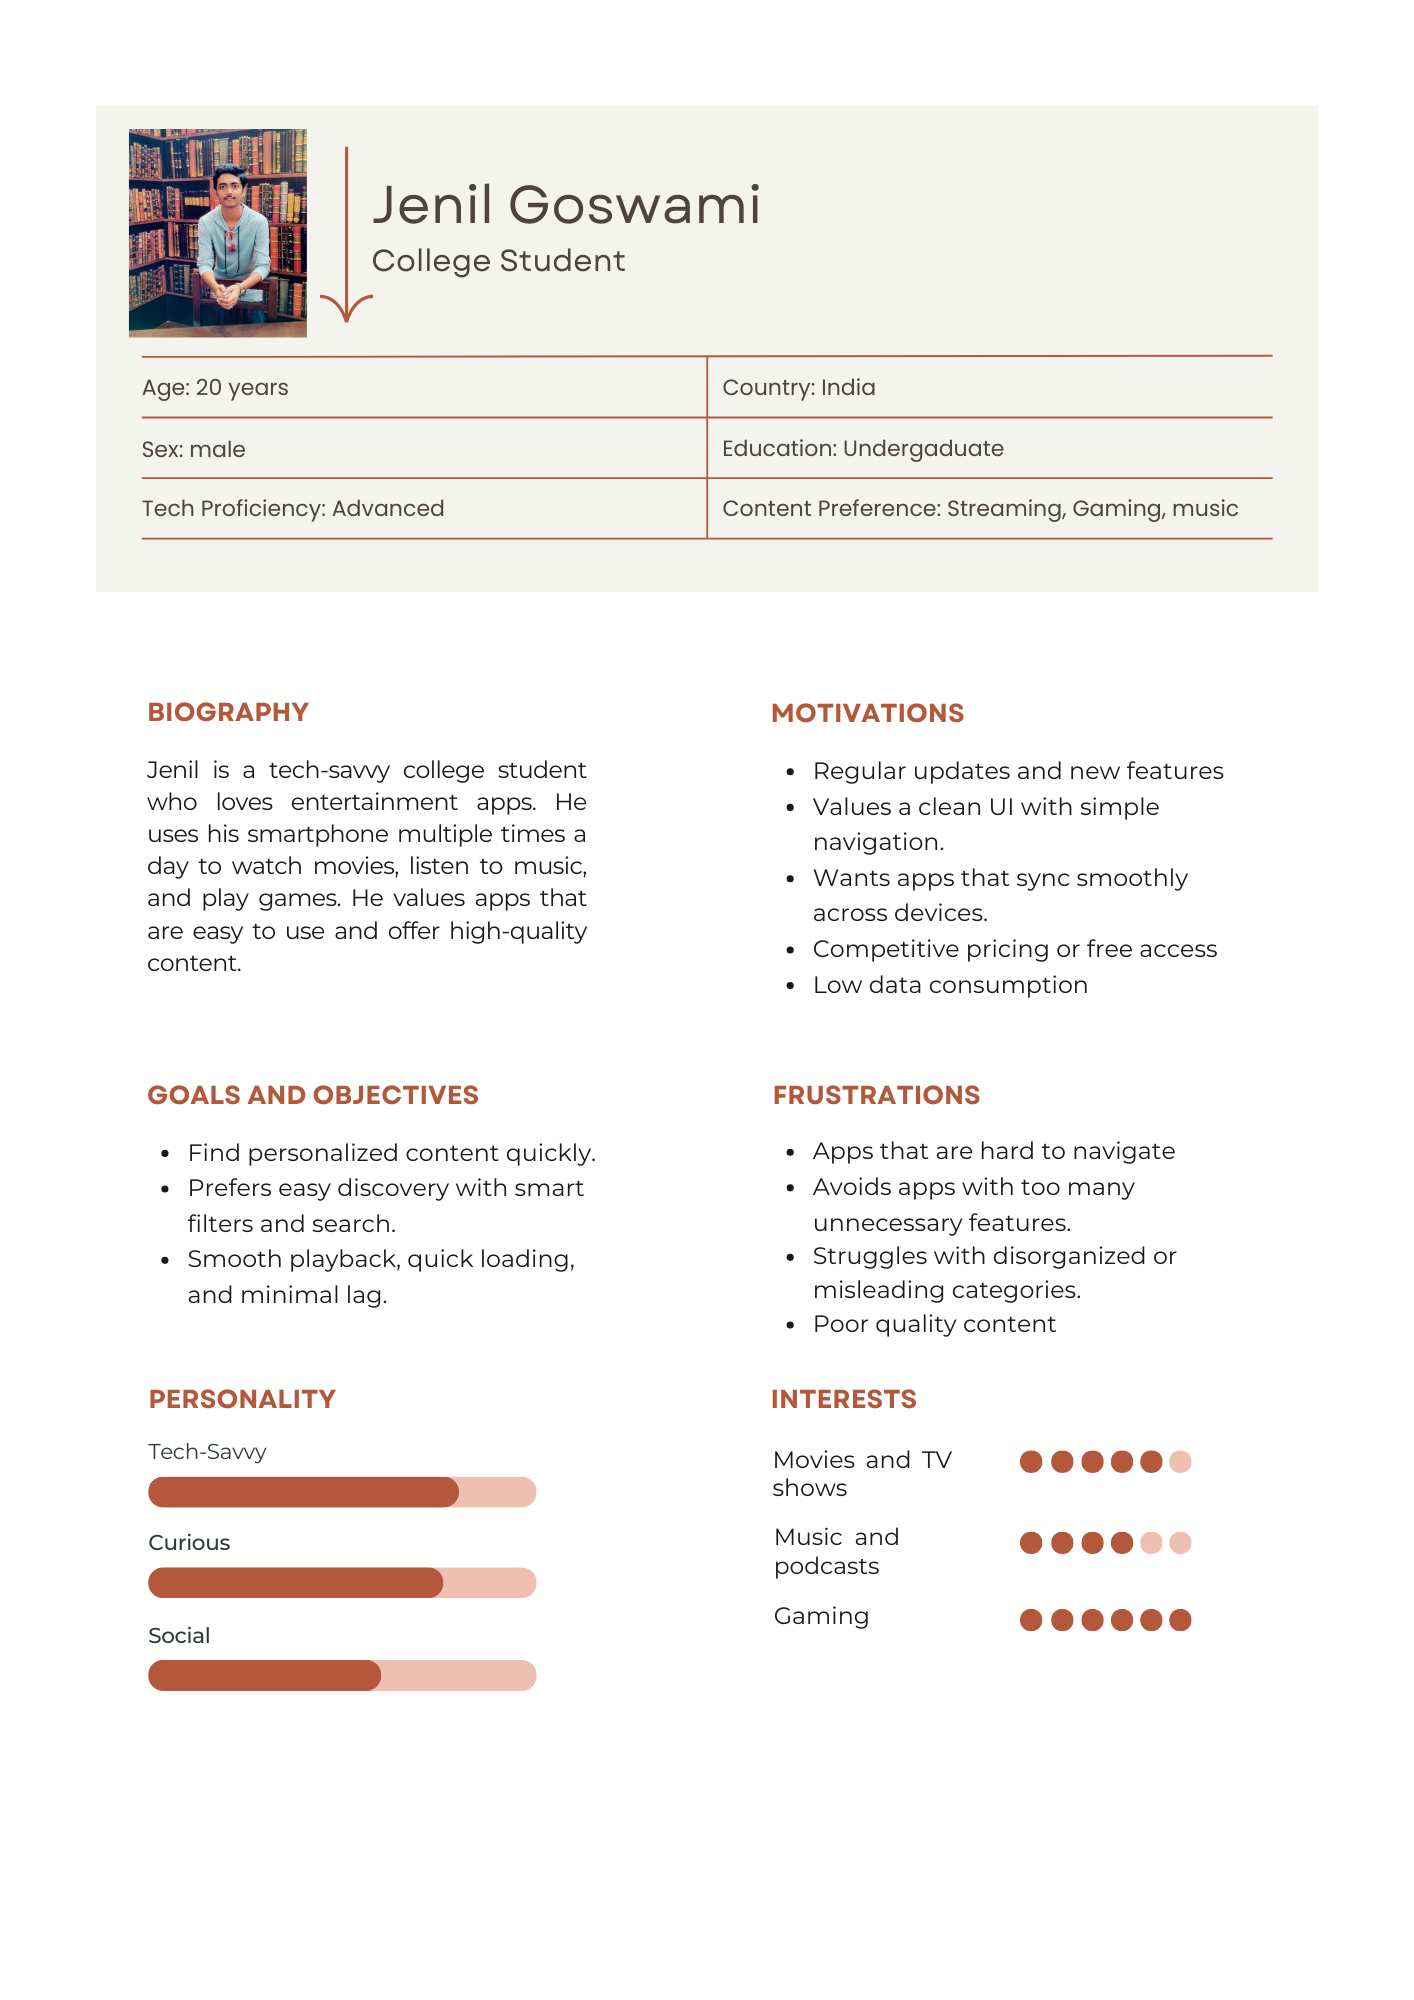 Jenil Goswami
College Student
Age: 20 years
Country: India
Sex: male
Education: Undergaduate
Tech Proficiency: Advanced
Content Preference: Streaming, Gaming, music
BIOGRAPHY
Jenil is a tech-savvy college student
who loves entertainment apps. He
uses his smartphone multiple times a
day to watch movies, listen to music,
and play games. He values apps that
are easy to use and offer high-quality
content.
MOTIVATIONS
• Regular updates and new features
• Values a clean UI with simple
navigation.
• Wants apps that sync smoothly
across devices.
• Competitive pricing or free access
• Low data consumption
GOALS AND OBJECTIVES
• Find personalized content quickly.
• Prefers easy discovery with smart
filters and search.
• Smooth playback, quick loading,
and minimal lag.
FRUSTRATIONS
• Apps that are hard to navigate
• Avoids apps with too many
unnecessary features.
• Struggles with disorganized or
misleading categories.
• Poor quality content
PERSONALITY
Tech-Savvy
Curious
Social
INTERESTS
Movies and TV
shows
Music and
podcasts
Gaming